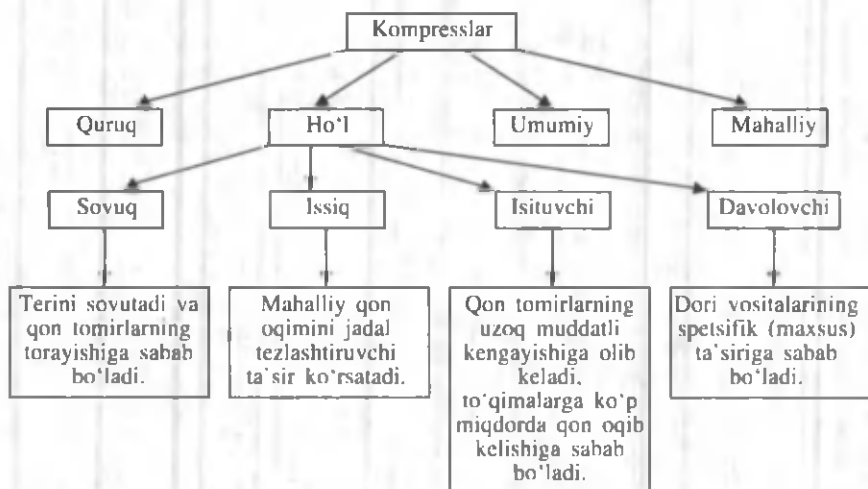 Kompresslar
Quruq
Ho‘l
Umumiy
Mahalliy
Sovuq
Issiq
Isituvchi
Davolovchi
Terini sovutadi va
qon tomirlarning
torayishiga sabab
bo‘ladi.
Mahalliy qon
oqimini jadal
tezlashtiruvchi
ta’sir ko‘rsatadi.
Qon tomirlarning
uzoq muddatli
kengayishiga olib
keladi,
to‘qimalarga ko‘p
miqdorda qon oqib
kelishiga sabab
bo‘ladi.
Dori vositalarining
spetsifik (maxsus)
ta’siriga sabab
bo‘ladi.